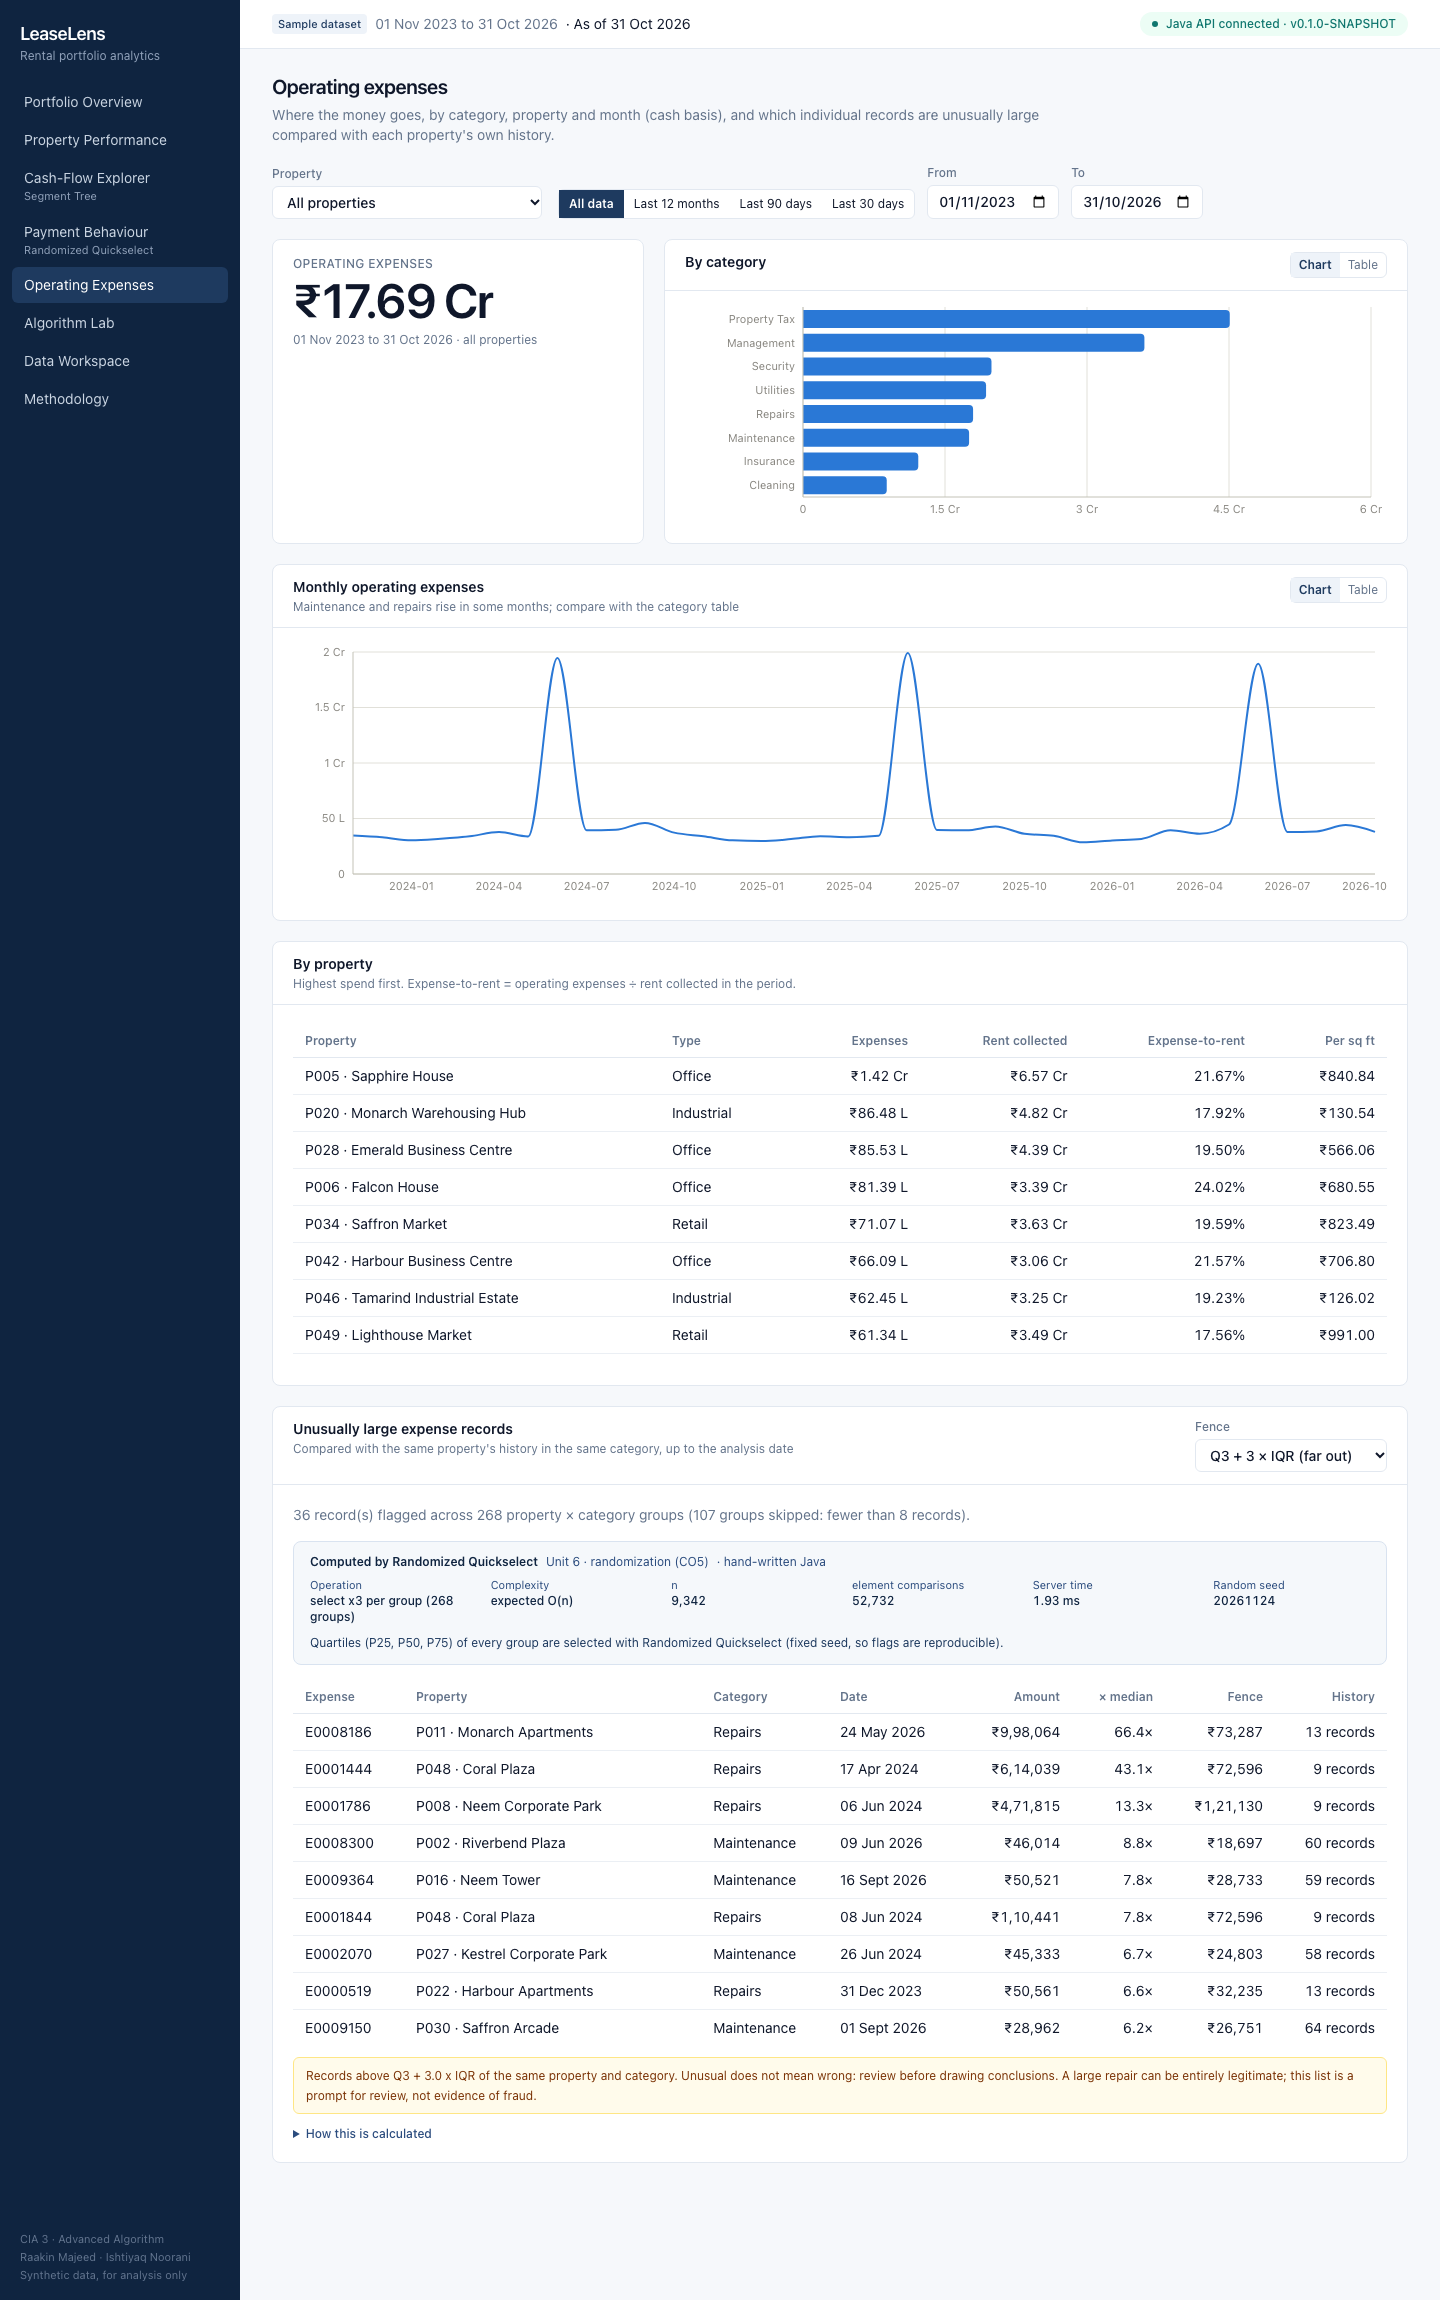 LeaseLens
Rental portfolio analytics
Portfolio Overview
Property Performance
Cash-Flow Explorer
Segment Tree
Payment Behaviour
Randomized Quickselect
Operating Expenses
Algorithm Lab
Data Workspace
Methodology
CIA 3 · Advanced Algorithm
Raakin Majeed · Ishtiyaq Noorani
Synthetic data, for analysis only
Sample dataset 01 Nov 2023 to 31 Oct 2026 · As of 31 Oct 2026
Java API connected · v0.1.0-SNAPSHOT
Operating expenses
Where the money goes, by category, property and month (cash basis), and which individual records are unusually large
compared with each property's own history.
Property
All properties
All data Last 12 months Last 90 days Last 30 days
From
01/11/2023
To
31/10/2026
OPERATING EXPENSES
₹17.69 Cr
01 Nov 2023 to 31 Oct 2026 · all properties
By category
Chart Table
Property Tax
Management
Security
Utilities
Repairs
Maintenance
Insurance
Cleaning
0 1.5 Cr 3 Cr 4.5 Cr 6 Cr
Monthly operating expenses
Maintenance and repairs rise in some months; compare with the category table
Chart Table
2 Cr
1.5 Cr
1 Cr
50 L
0
2024-01 2024-04 2024-07 2024-10 2025-01 2025-04 2025-07 2025-10 2026-01 2026-04 2026-07 2026-10
By property
Highest spend first. Expense-to-rent = operating expenses ÷ rent collected in the period.
Property Type Expenses Rent collected Expense-to-rent Per sq ft
P005 · Sapphire House Office ₹1.42 Cr ₹6.57 Cr 21.67% ₹840.84
P020 · Monarch Warehousing Hub Industrial ₹86.48 L ₹4.82 Cr 17.92% ₹130.54
P028 · Emerald Business Centre Office ₹85.53 L ₹4.39 Cr 19.50% ₹566.06
P006 · Falcon House Office ₹81.39 L ₹3.39 Cr 24.02% ₹680.55
P034 · Saffron Market Retail ₹71.07 L ₹3.63 Cr 19.59% ₹823.49
P042 · Harbour Business Centre Office ₹66.09 L ₹3.06 Cr 21.57% ₹706.80
P046 · Tamarind Industrial Estate Industrial ₹62.45 L ₹3.25 Cr 19.23% ₹126.02
P049 · Lighthouse Market Retail ₹61.34 L ₹3.49 Cr 17.56% ₹991.00
Unusually large expense records
Compared with the same property's history in the same category, up to the analysis date
Fence
Q3 + 3 × IQR (far out)
36 record(s) flagged across 268 property × category groups (107 groups skipped: fewer than 8 records).
Computed by Randomized Quickselect Unit 6 · randomization (CO5) · hand-written Java
Operation Complexity n element comparisons Server time Random seed
select x3 per group (268 expected O(n) 9,342 52,732 1.93 ms 20261124
groups)
Quartiles (P25, P50, P75) of every group are selected with Randomized Quickselect (fixed seed, so flags are reproducible).
Expense Property Category Date Amount × median Fence History
E0008186 P011 · Monarch Apartments Repairs 24 May 2026 ₹9,98,064 66.4× ₹73,287 13 records
E0001444 P048 · Coral Plaza Repairs 17 Apr 2024 ₹6,14,039 43.1× ₹72,596 9 records
E0001786 P008 · Neem Corporate Park Repairs 06 Jun 2024 ₹4,71,815 13.3× ₹1,21,130 9 records
E0008300 P002 · Riverbend Plaza Maintenance 09 Jun 2026 ₹46,014 8.8× ₹18,697 60 records
E0009364 P016 · Neem Tower Maintenance 16 Sept 2026 ₹50,521 7.8× ₹28,733 59 records
E0001844 P048 · Coral Plaza Repairs 08 Jun 2024 ₹1,10,441 7.8× ₹72,596 9 records
E0002070 P027 · Kestrel Corporate Park Maintenance 26 Jun 2024 ₹45,333 6.7× ₹24,803 58 records
E0000519 P022 · Harbour Apartments Repairs 31 Dec 2023 ₹50,561 6.6× ₹32,235 13 records
E0009150 P030 · Saffron Arcade Maintenance 01 Sept 2026 ₹28,962 6.2× ₹26,751 64 records
Records above Q3 + 3.0 x IQR of the same property and category. Unusual does not mean wrong: review before drawing conclusions. A large repair can be entirely legitimate; this list is a
prompt for review, not evidence of fraud.
How this is calculated